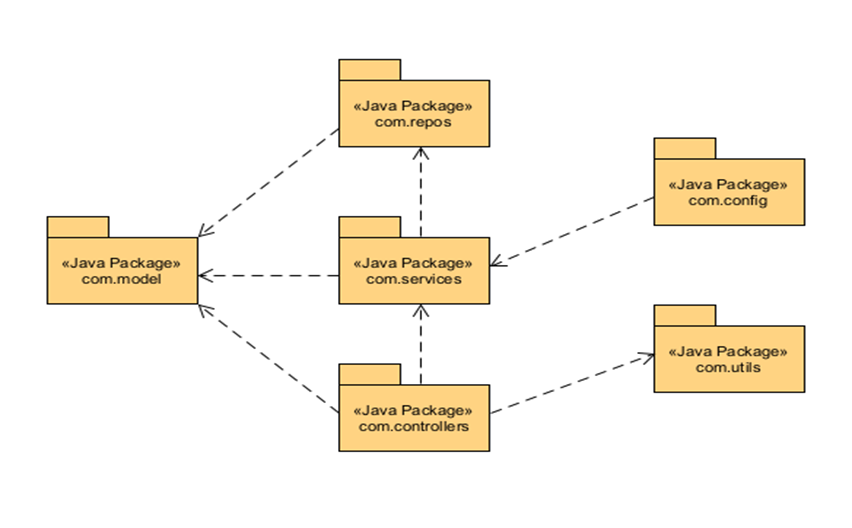 «Java Package»
com.repos
«Java Package»
com.config
«Java Package»
com.model
«Java Package»
com.services
«Java Package»
com.utils
«Java Package»
com.controllers